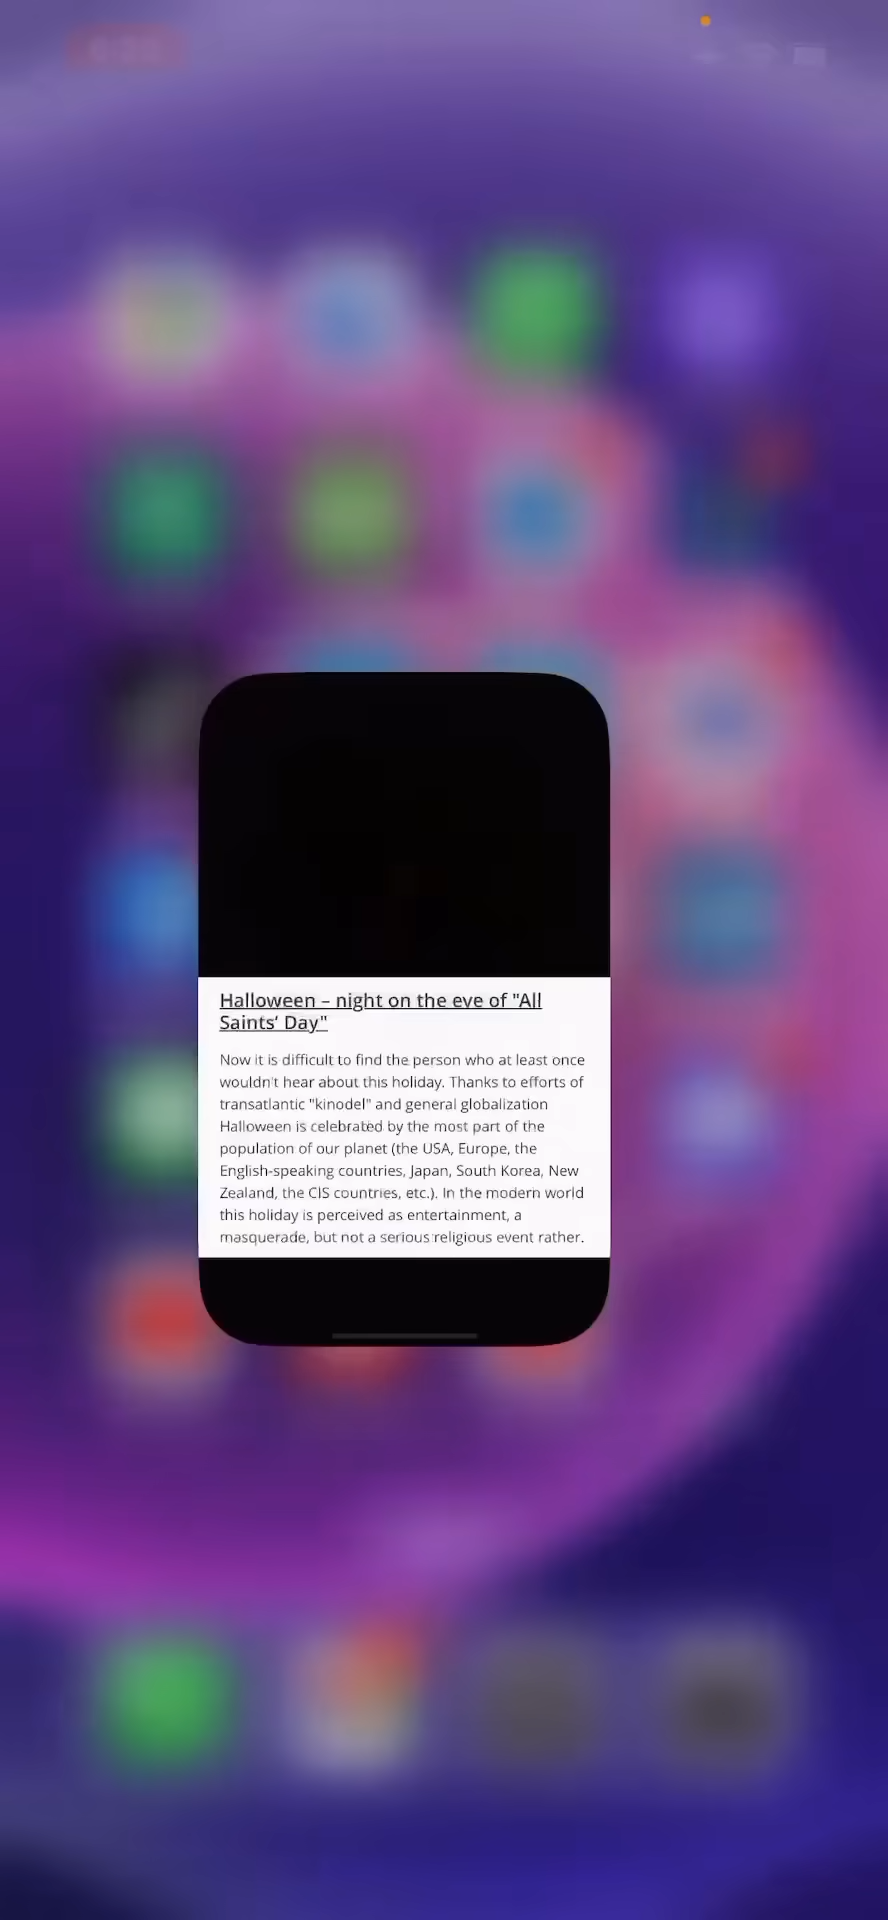 Halloween – night on the eve of "All
Saints‘ Day"
Now it is difficult to find the person who at least once
wouldn't hear about this holiday. Thanks to efforts of
transatlantic "kinodel" and general globalization
Halloween is celebrated by the most part of the
population of our planet (the USA, Europe, the
English-speaking countries, Japan, South Korea, New
Zealand, the CIS countries, etc.). In the modern world
this holiday is perceived as entertainment, a
masquerade, but not a serious religious event rather.